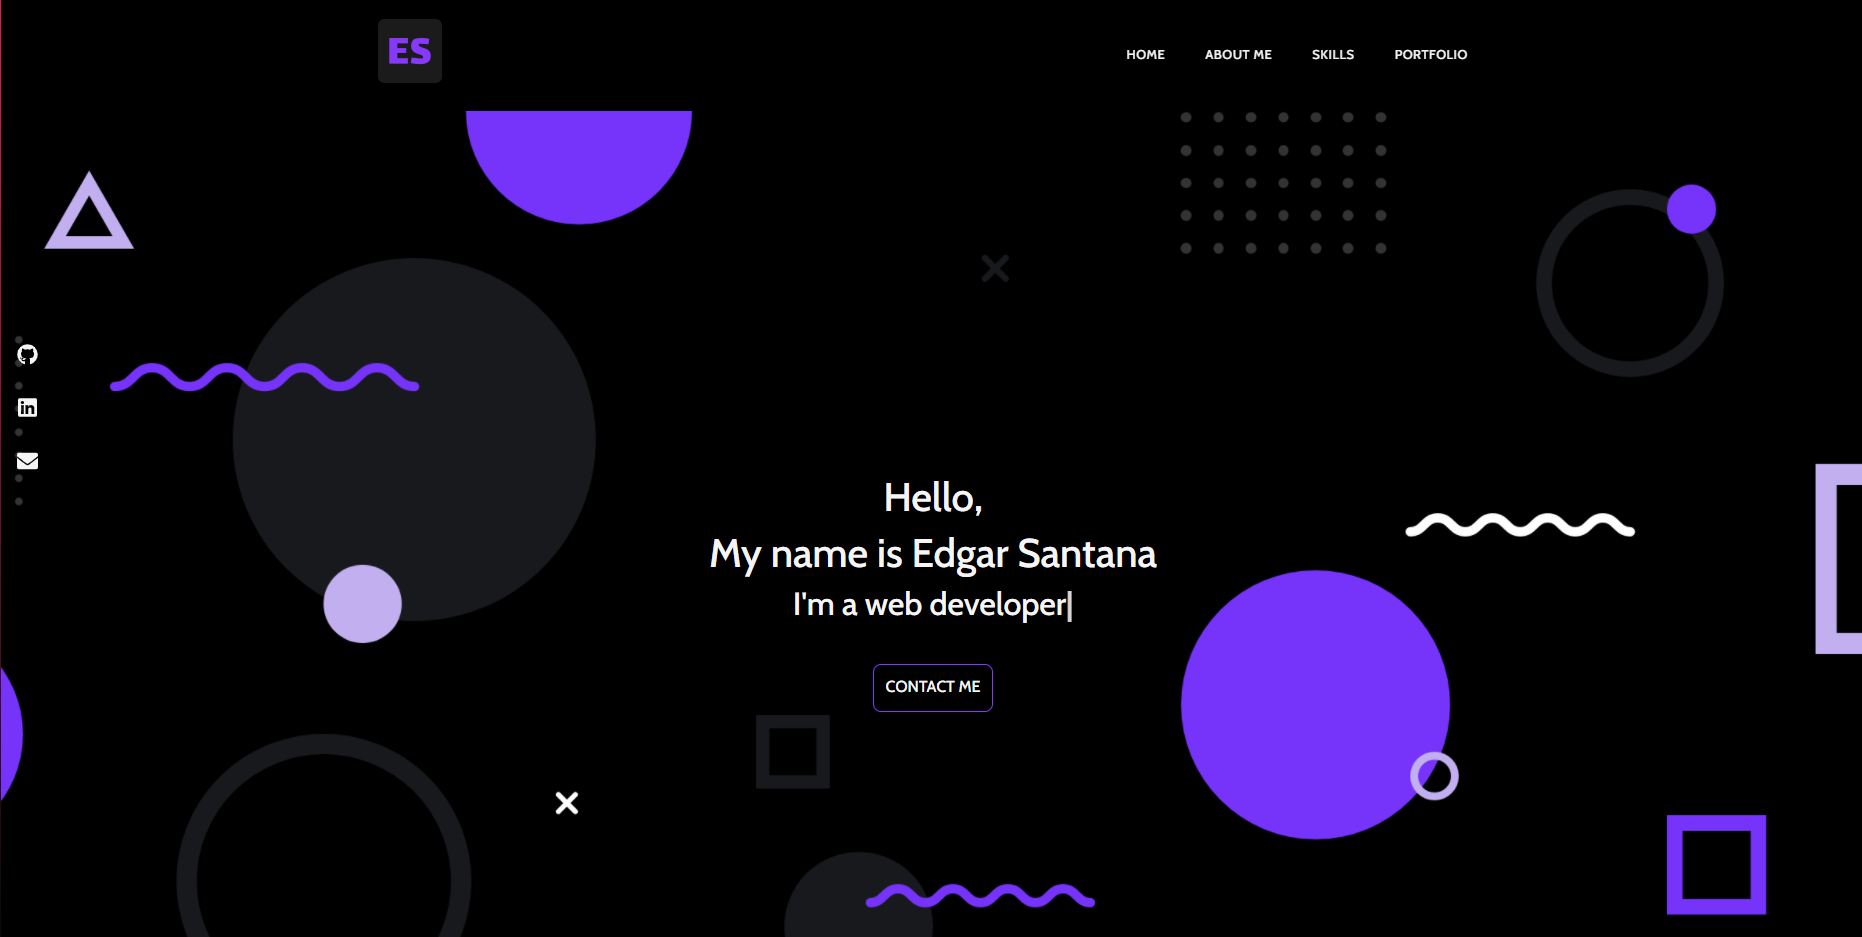 ES
HOME ABOUT ME SKILLS PORTFOLIO
Hello,
My name is Edgar Santana
I'm a web developer|
CONTACT ME